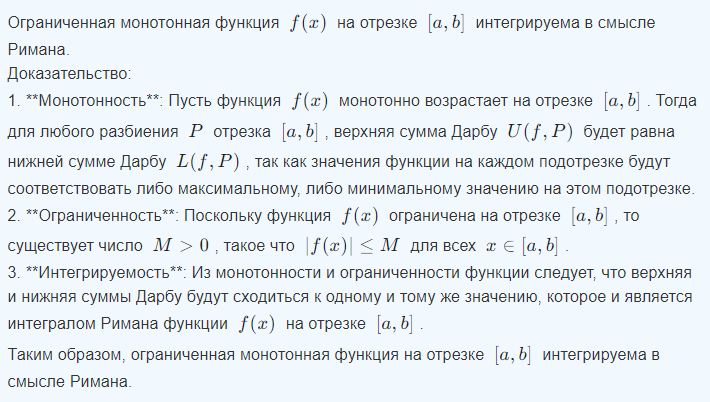 Ограниченная монотонная функция f(x) на отрезке [a, b] интегрируема в смысле
Римана.
Доказательство:
1. **Монотонность**: Пусть функция f(x) монотонно возрастает на отрезке [a, b] . Тогда
для любого разбиения P отрезка [a, b] , верхняя сумма Дарбу U(f, P) будет равна
нижней сумме Дарбу L(f, P) , так как значения функции на каждом подотрезке будут
соответствовать либо максимальному, либо минимальному значению на этом подотрезке.
2. **Ограниченность**: Поскольку функция f(x) ограничена на отрезке [a, b] , то
существует число M > 0 , такое что |f(x)| ≤ M для всех x ∈ [a, b] .
3. **Интегрируемость**: Из монотонности и ограниченности функции следует, что верхняя
и нижняя суммы Дарбу будут сходиться к одному и тому же значению, которое и является
интегралом Римана функции f(x) на отрезке [a, b] .
Таким образом, ограниченная монотонная функция на отрезке [a, b] интегрируема в
смысле Римана.